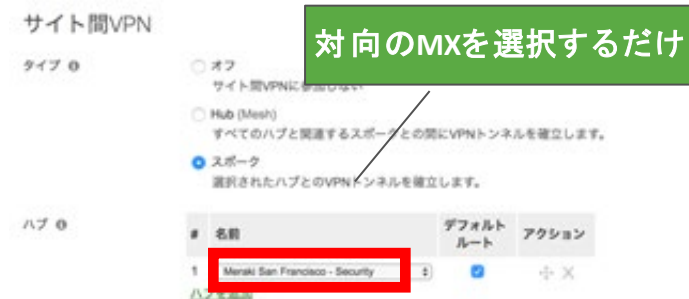 サイト間VPN
対向のMXを選択するだけ
タイプ
オフ
サイト間VPNに参加しない
Hub (Mesh)
すべてのハブと関連するスポークとの間にVPNトンネルを確立します。
スポーク
選択されたハブとのVPNトンネルを確立します。
ハブ
# 名前 デフォルトルート アクション
1 Meraki San Francisco - Security
ハブを追加